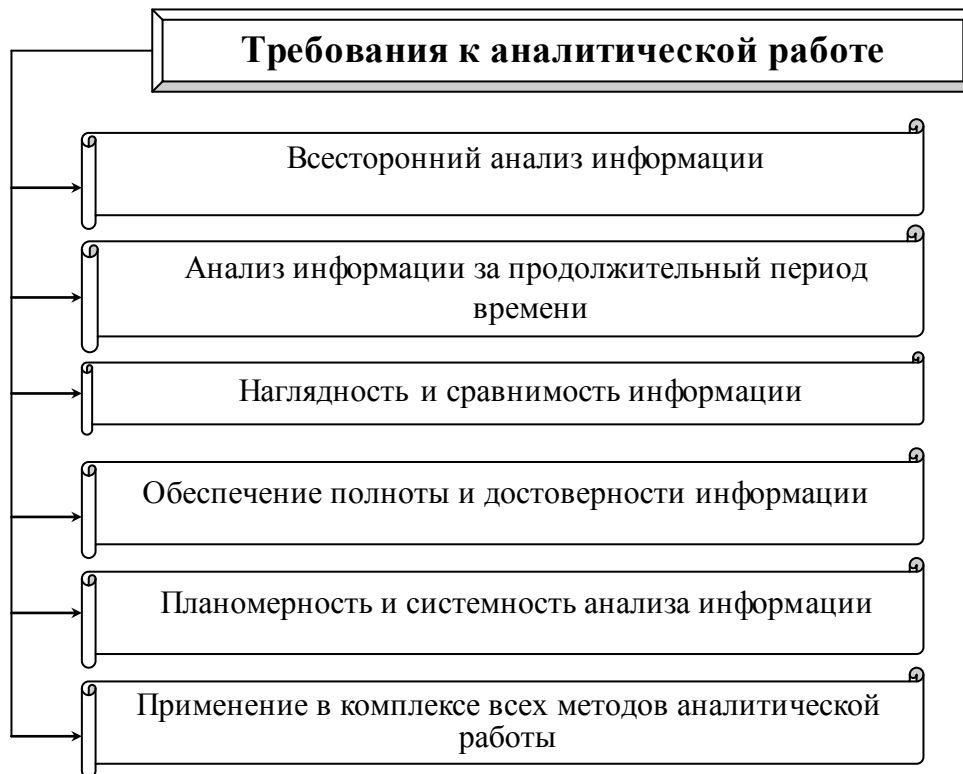 Требования к аналитической работе
Всесторонний анализ информации
Анализ информации за продолжительный период
времени
Наглядность и сравнимость информации
Обеспечение полноты и достоверности информации
Планомерность и системность анализа информации
Применение в комплексе всех методов аналитической
работы